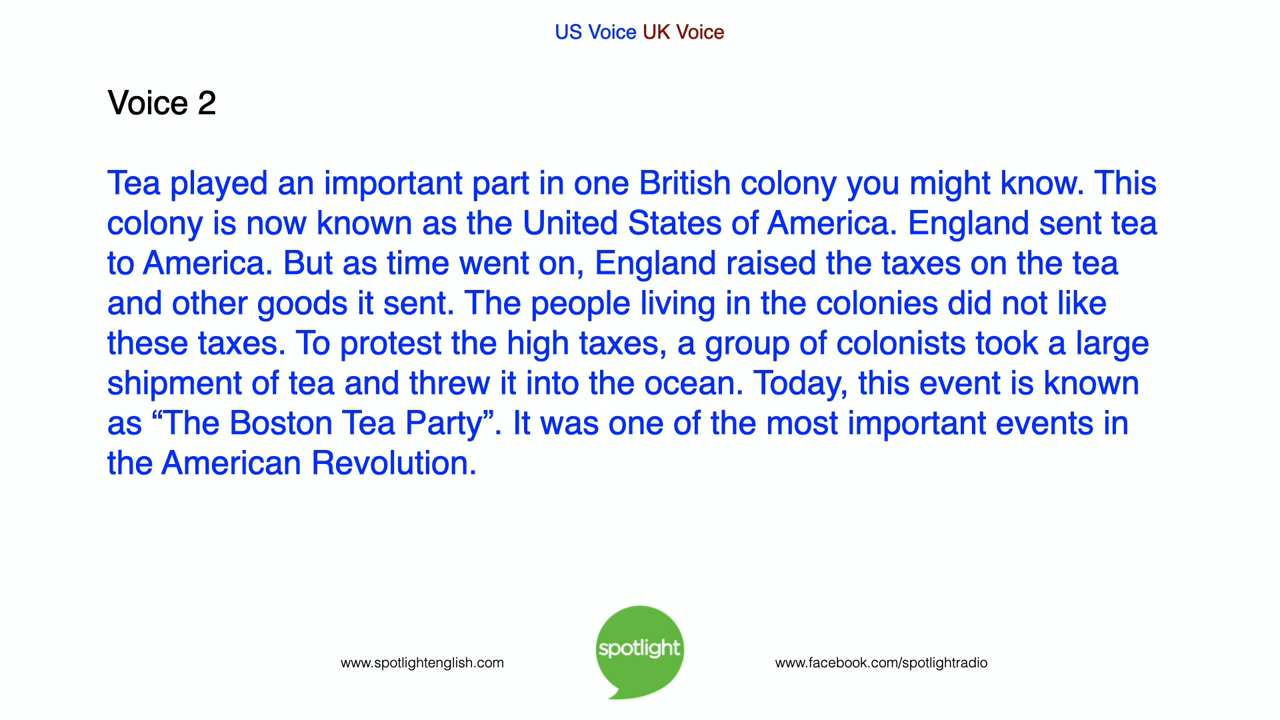 US Voice UK Voice
Voice 2
Tea played an important part in one British colony you might know. This
colony is now known as the United States of America. England sent tea
to America. But as time went on, England raised the taxes on the tea
and other goods it sent. The people living in the colonies did not like
these taxes. To protest the high taxes, a group of colonists took a large
shipment of tea and threw it into the ocean. Today, this event is known
as “The Boston Tea Party”. It was one of the most important events in
the American Revolution.
www.spotlightenglish.com
spotlight
www.facebook.com/spotlightradio